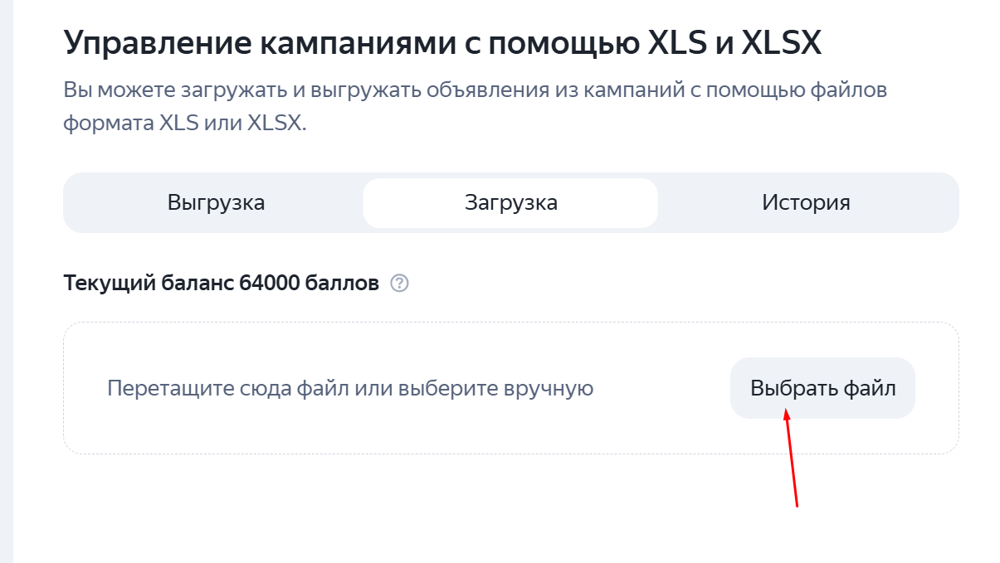 Управление кампаниями с помощью XLS и XLSX
Вы можете загружать и выгружать объявления из кампаний с помощью файлов
формата XLS или XLSX.
Выгрузка
Загрузка
История
Текущий баланс 64000 баллов ?
Перетащите сюда файл или выберите вручную
Выбрать файл